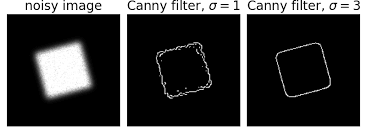 noisy image
Canny filter, σ = 1
Canny filter, σ = 3